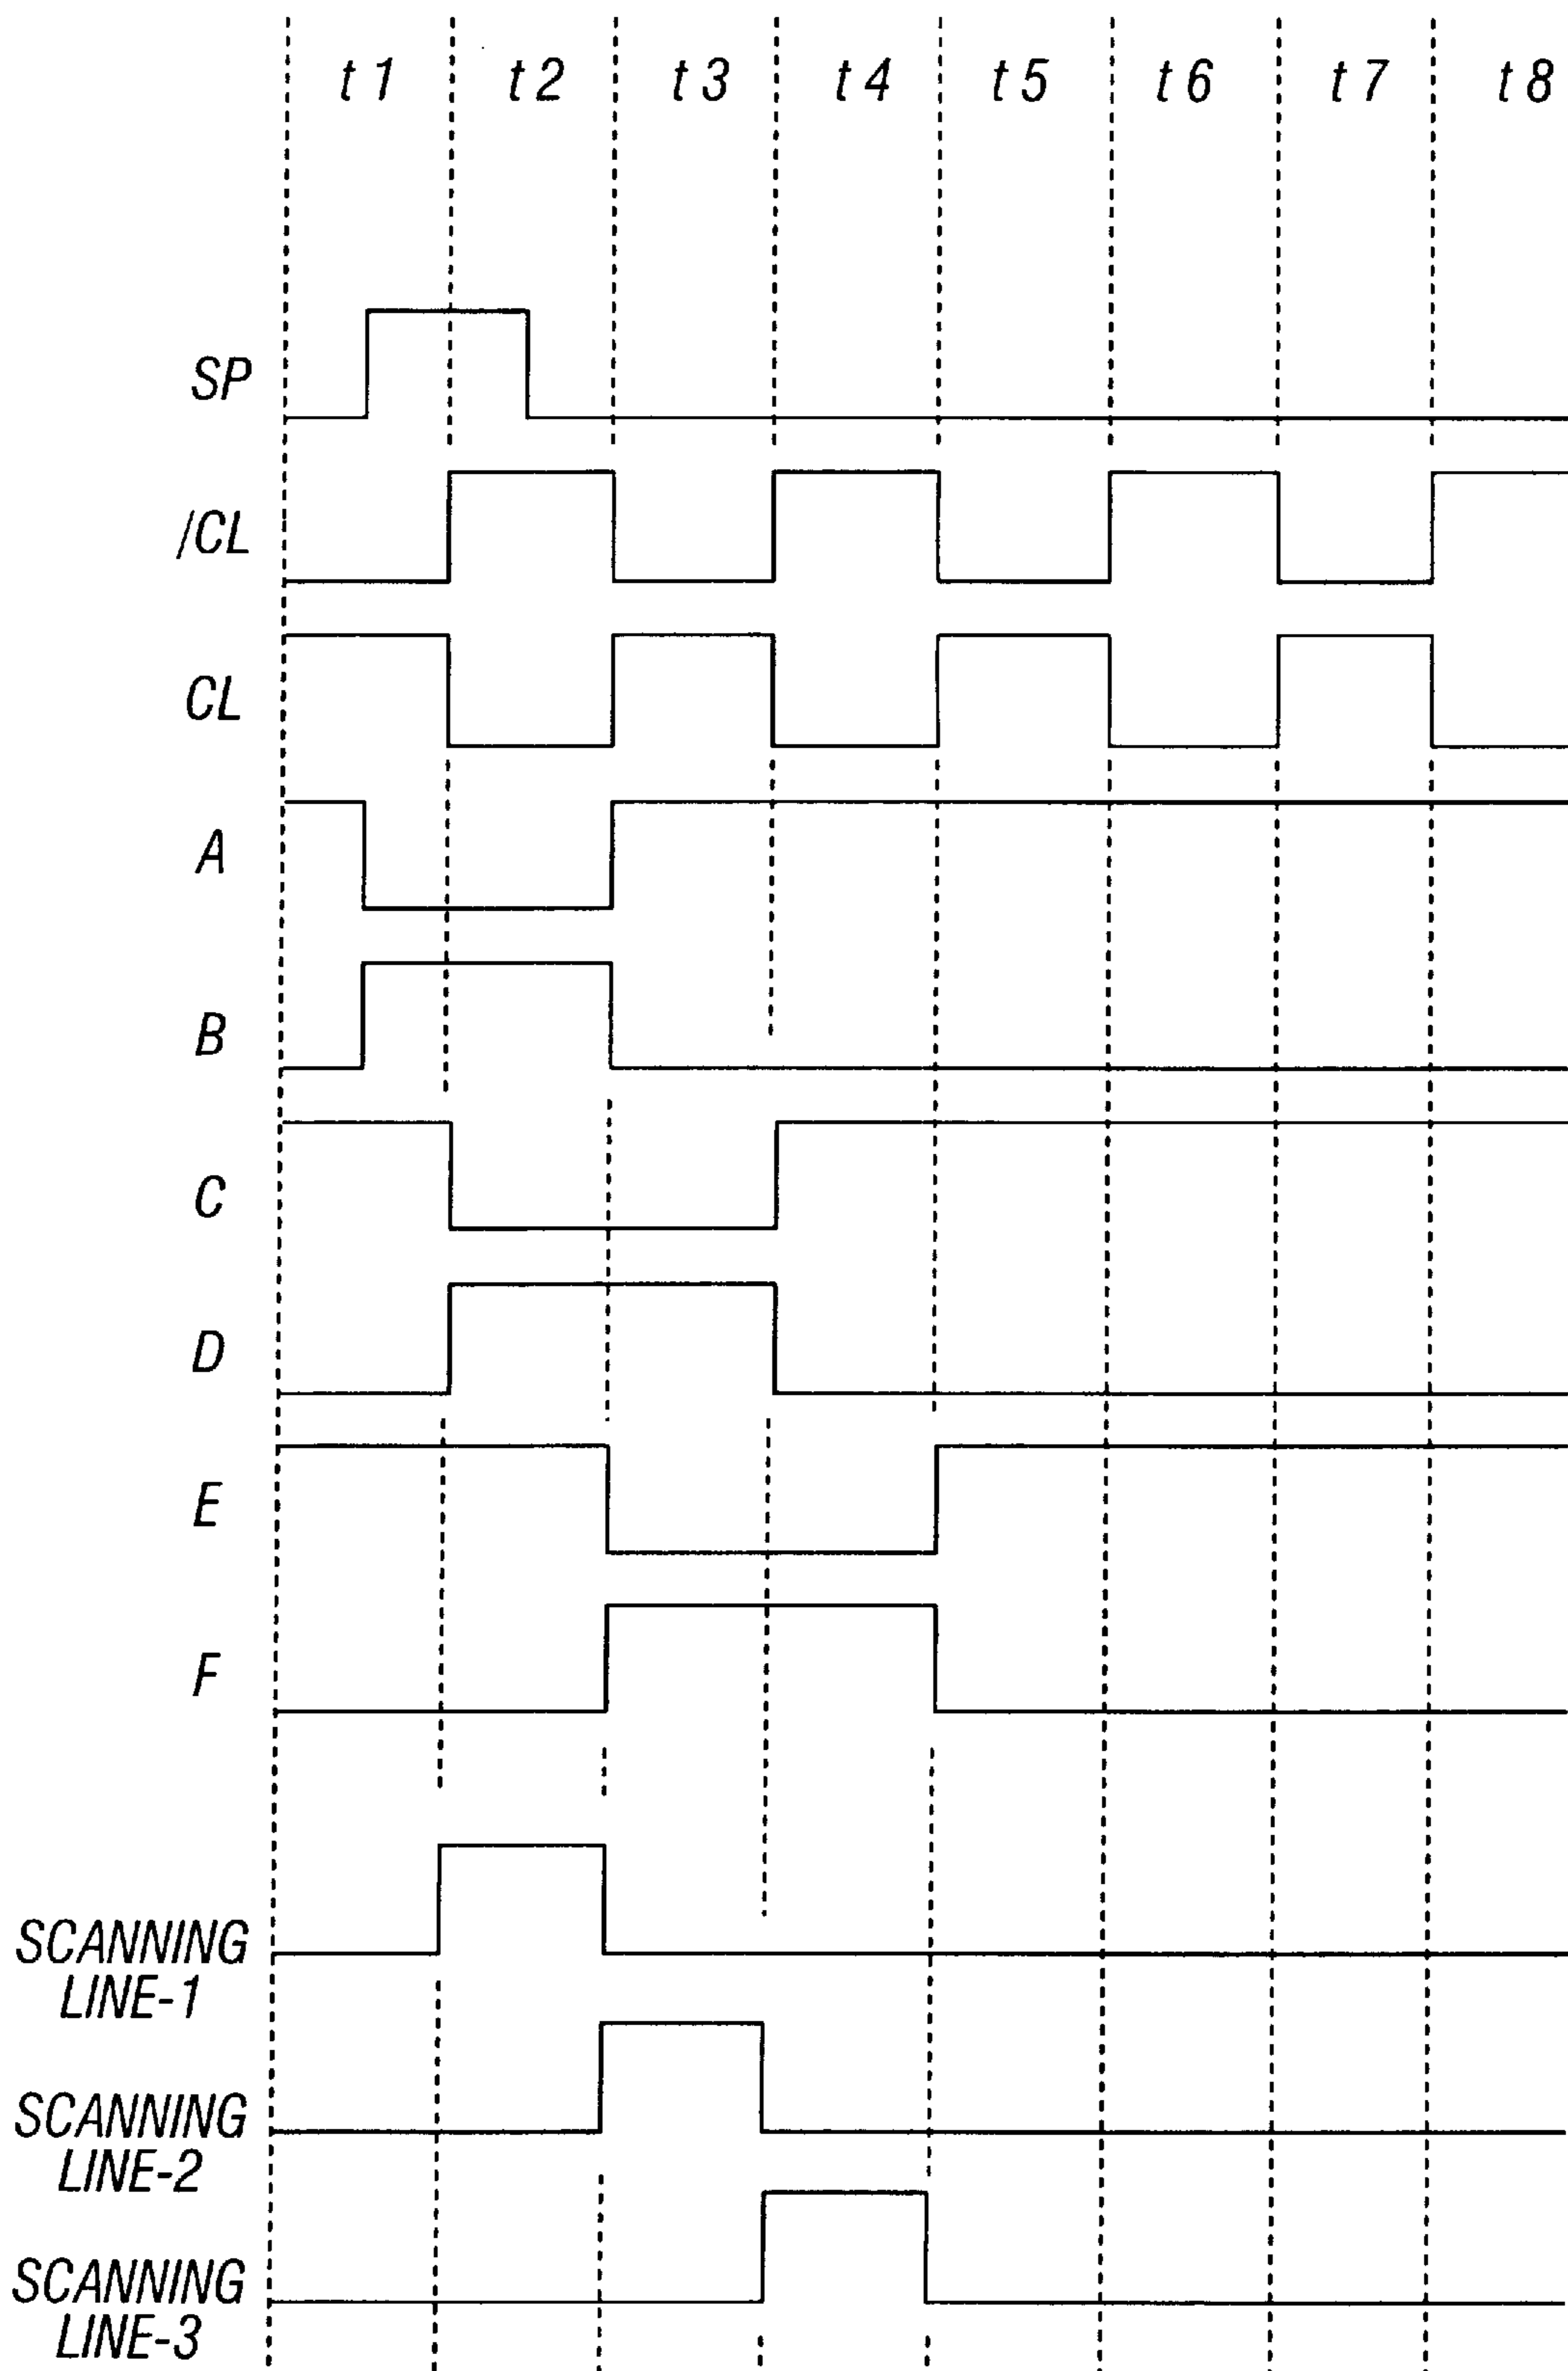 t1 t2 t3 t4 t5 t6 t7 t8
SP
/CL
CL
A
B
C
D
E
F
SCANNING
LINE-1
SCANNING
LINE-2
SCANNING
LINE-3